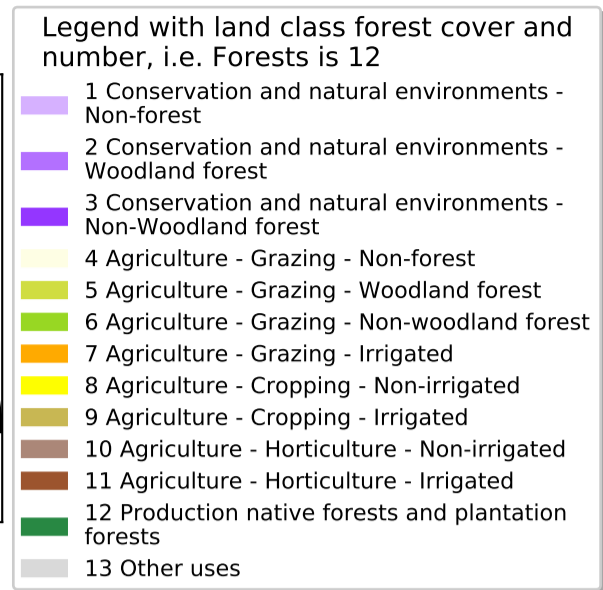 Legend with land class forest cover and
number, i.e. Forests is 12
1 Conservation and natural environments -
Non-forest
2 Conservation and natural environments -
Woodland forest
3 Conservation and natural environments -
Non-Woodland forest
4 Agriculture - Grazing - Non-forest
5 Agriculture - Grazing - Woodland forest
6 Agriculture - Grazing - Non-woodland forest
7 Agriculture - Grazing - Irrigated
8 Agriculture - Cropping - Non-irrigated
9 Agriculture - Cropping - Irrigated
10 Agriculture - Horticulture - Non-irrigated
11 Agriculture - Horticulture - Irrigated
12 Production native forests and plantation
forests
13 Other uses